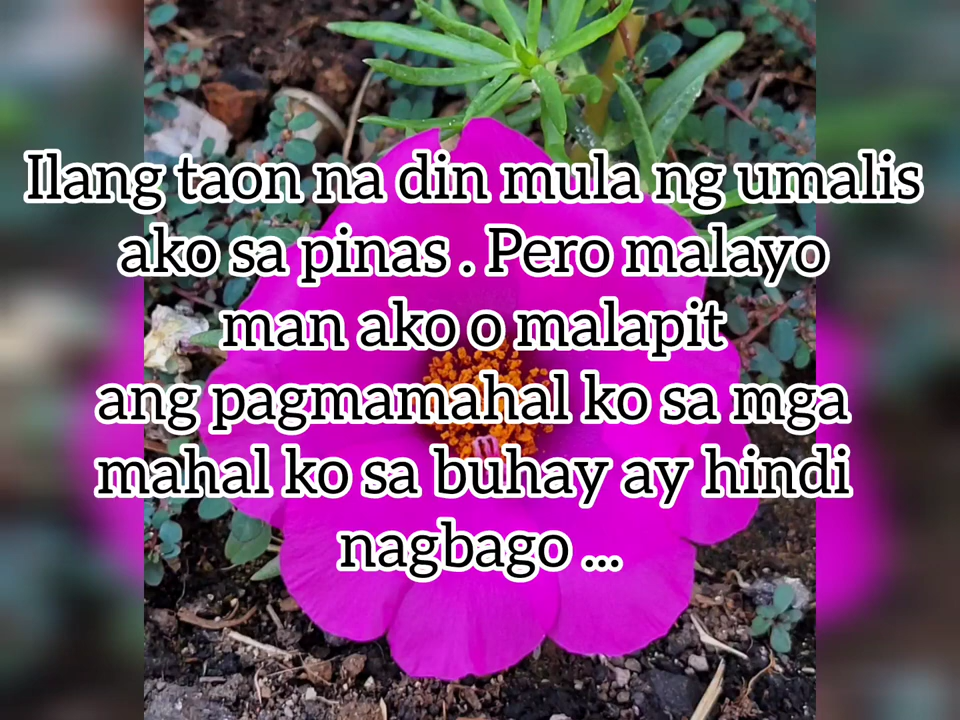 Ilang taon na din mula ng umalis
ako sa pinas . Pero malayo
man ako o malapit
ang pagmamahal ko sa mga
mahal ko sa buhay ay hindi
nagbago ...